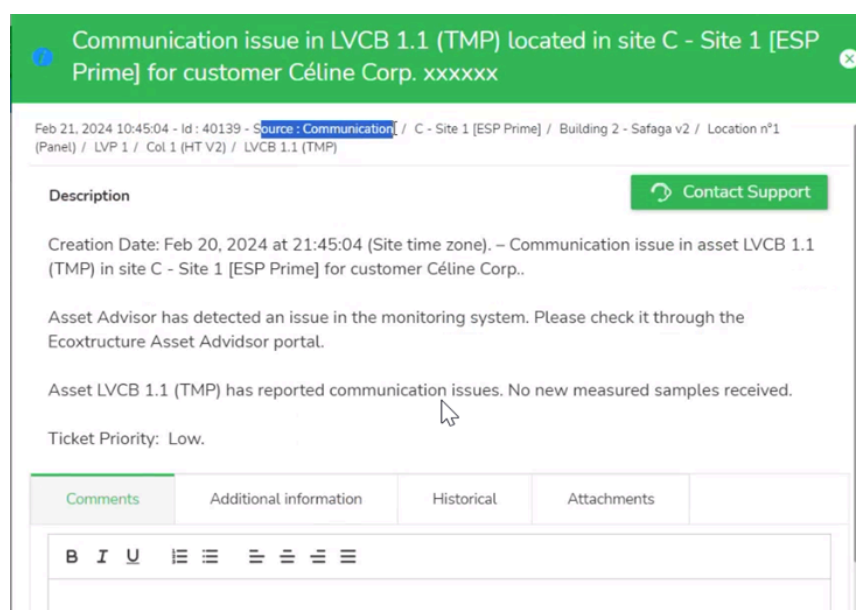 Communication issue in LVCB 1.1 (TMP) located in site C - Site 1 [ESP
Prime] for customer Céline Corp. xxxxxx
Feb 21, 2024 10:45:04 - Id : 40139 - Source : Communication / C - Site 1 [ESP Prime] / Building 2 - Safaga v2 / Location n°1
(Panel) / LVP 1 / Col 1 (HT V2) / LVCB 1.1 (TMP)
Description
Contact Support
Creation Date: Feb 20, 2024 at 21:45:04 (Site time zone). – Communication issue in asset LVCB 1.1
(TMP) in site C - Site 1 [ESP Prime] for customer Céline Corp..
Asset Advisor has detected an issue in the monitoring system. Please check it through the
Ecoxtructure Asset Advidsor portal.
Asset LVCB 1.1 (TMP) has reported communication issues. No new measured samples received.
Ticket Priority: Low.
Comments Additional information Historical Attachments
B I U